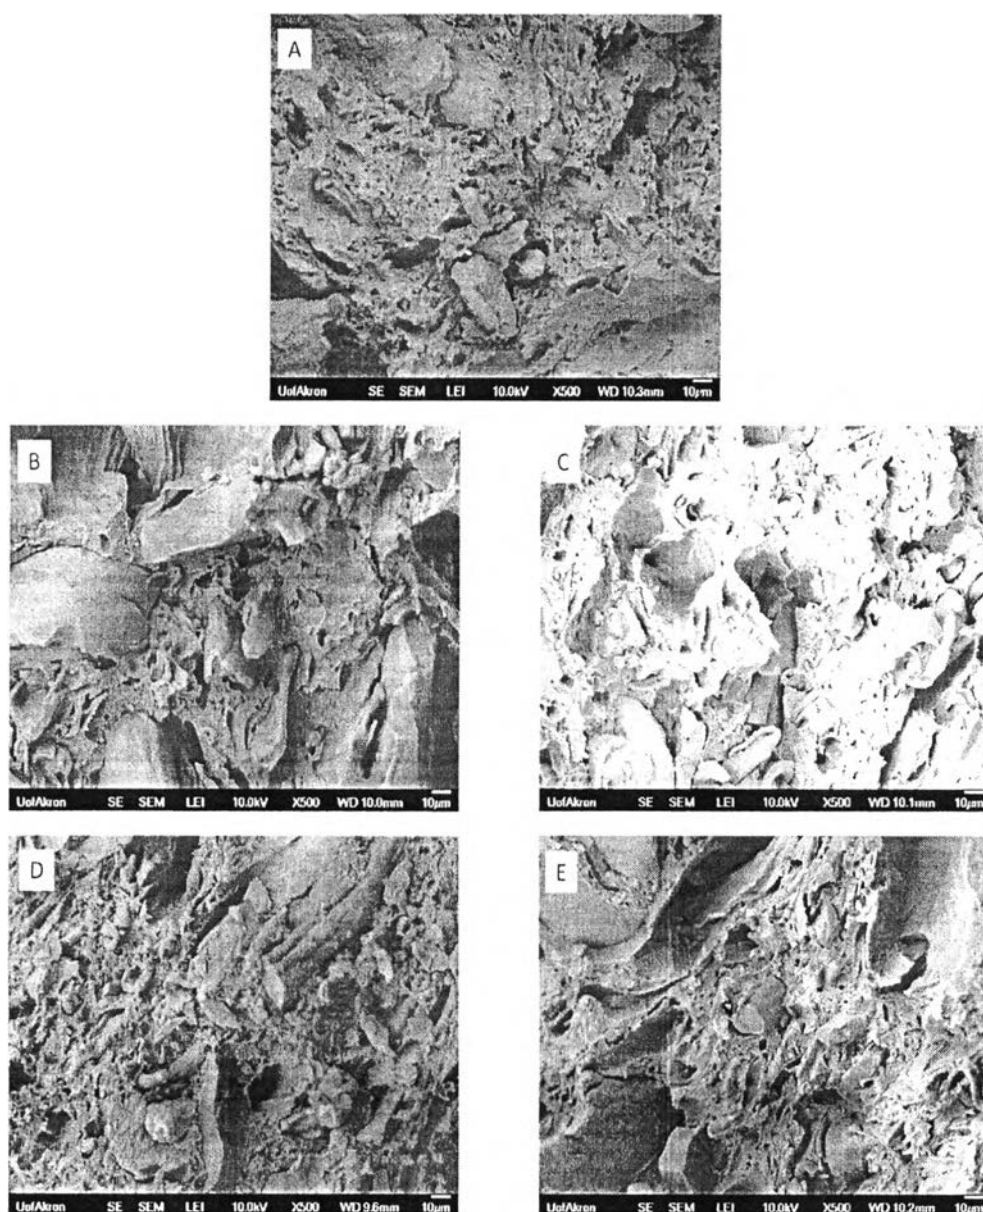 A
UofAkron SE SEM LEI 10.0kV X500 WD 10.3mm 10µm
B
UofAkron SE SEM LEI 10.0kV X500 WD 10.0mm 10µm
C
UofAkron SE SEM LEI 10.0kV X500 WD 10.1mm 10µm
D
UofAkron SE SEM LEI 10.0kV X500 WD 9.6mm 10µm
E
UofAkron SE SEM LEI 10.0kV X500 WD 10.2mm 10µm